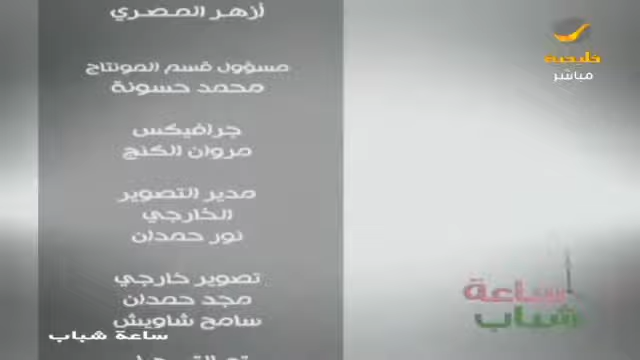 أزهر المصري
مسؤول قسم المونتاج
محمد حسونة
جرافيكس
مروان الكنج
مدير التصوير
الخارجي
نور حمدان
تصوير خارجي
مجد حمدان
سامح شاويش
خليجية
مباشر
ساعة
شباب
ساعة شباب